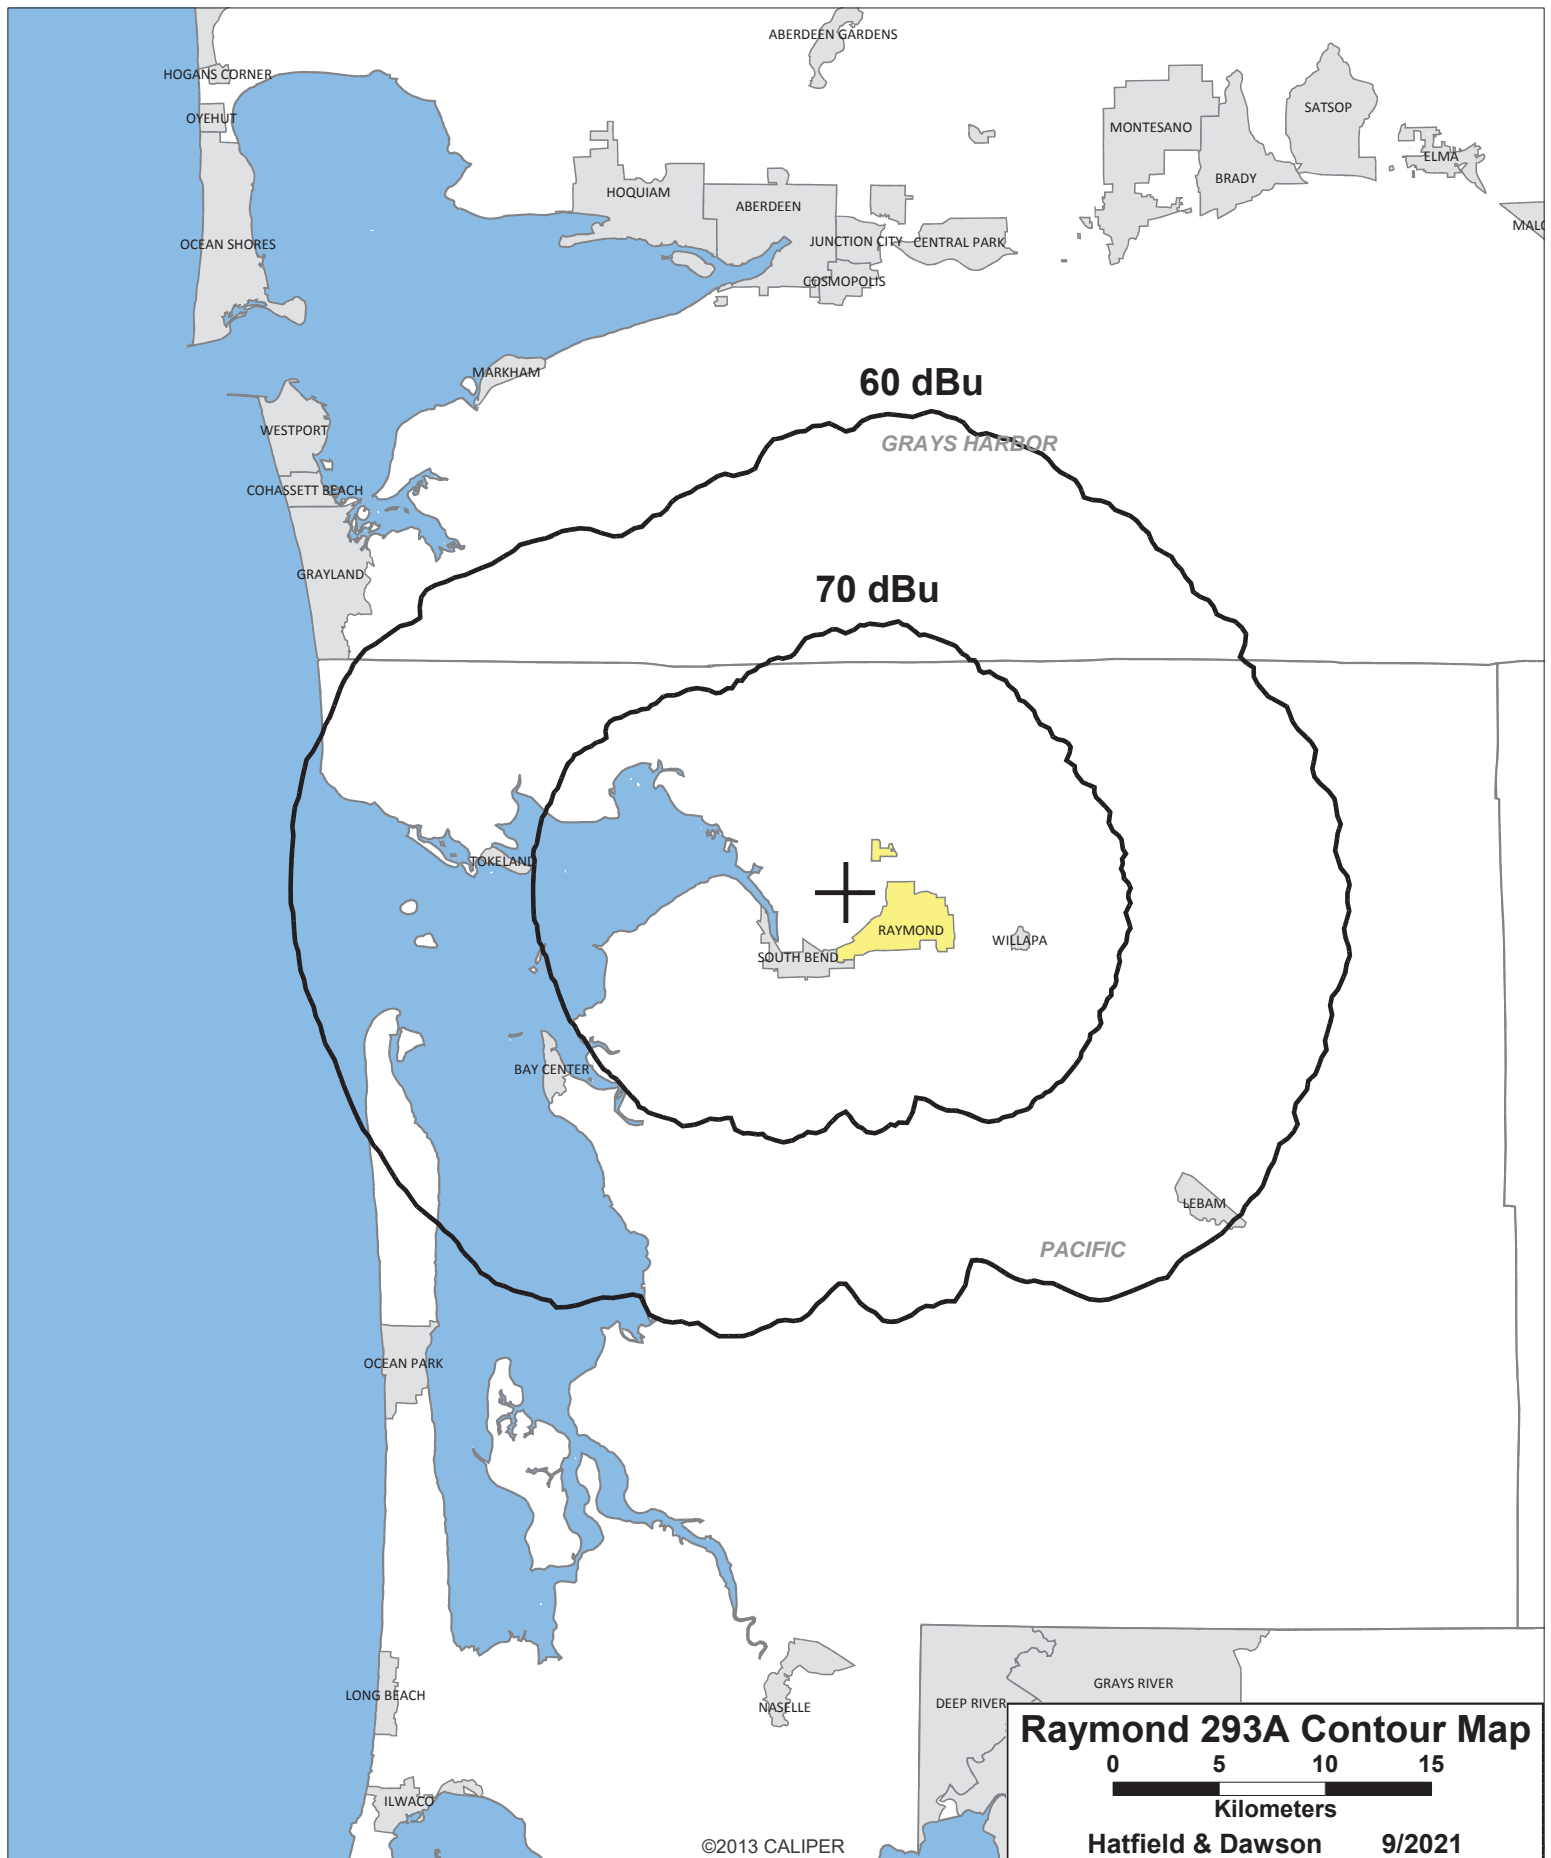 ABERDEEN GARDENS
HOGANS CORNER
OYEHUT
SATSOP
MONTESANO
ELMA
BRADY
HOQUIAM
ABERDEEN
MALO
OCEAN SHORES
JUNCTION CITY
CENTRAL PARK
COSMOPOLIS
MARKHAM
60 dBu
WESTPORT
GRAYS HARBOR
COHASSETT BEACH
GRAYLAND
70 dBu
TOKELAND
RAYMOND
WILLAPA
SOUTH BEND
BAY CENTER
LEBAM
PACIFIC
OCEAN PARK
GRAYS RIVER
LONG BEACH
DEEP RIVER
NASELLE
Raymond 293A Contour Map
0 5 10 15
Kilometers
ILWACO
©2013 CALIPER
Hatfield & Dawson 9/2021